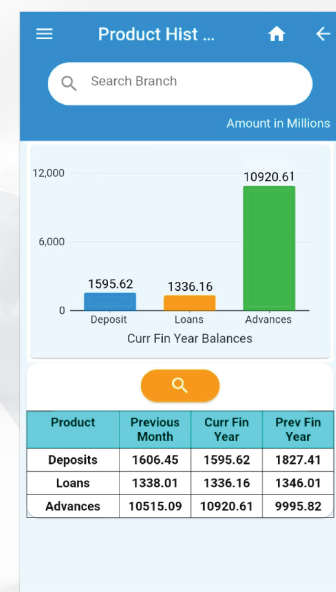 Product Hist ...
Search Branch
Amount in Millions
12,000
10920.61
6,000
1595.62
1336.16
0
Deposit Loans Advances
Curr Fin Year Balances
Product Previous Month Curr Fin Year Prev Fin Year
Deposits 1606.45 1595.62 1827.41
Loans 1338.01 1336.16 1346.01
Advances 10515.09 10920.61 9995.82